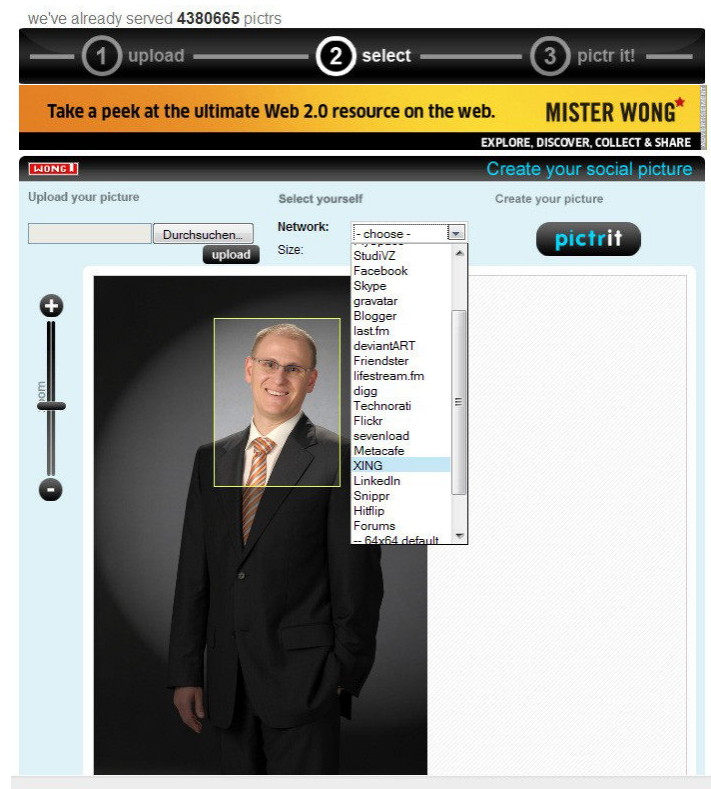 we've already served 4380665 pictrs
1 upload 2 select 3 pictr it!
Take a peek at the ultimate Web 2.0 resource on the web. MISTER WONG
ADVERTISEMENT
EXPLORE, DISCOVER, COLLECT & SHARE
WONG Create your social picture
Upload your picture Select yourself Create your picture
Durchsuchen... Network: - choose - pictrit
upload Size:
StudiVZ
Facebook
Skype
gravatar
Blogger
last.fm
deviantART
Friendster
lifestream.fm
digg
Technorati
Flickr
sevenload
Metacafe
XING
LinkedIn
Snippr
Hitflip
Forums
-- 64x64 default
+
-